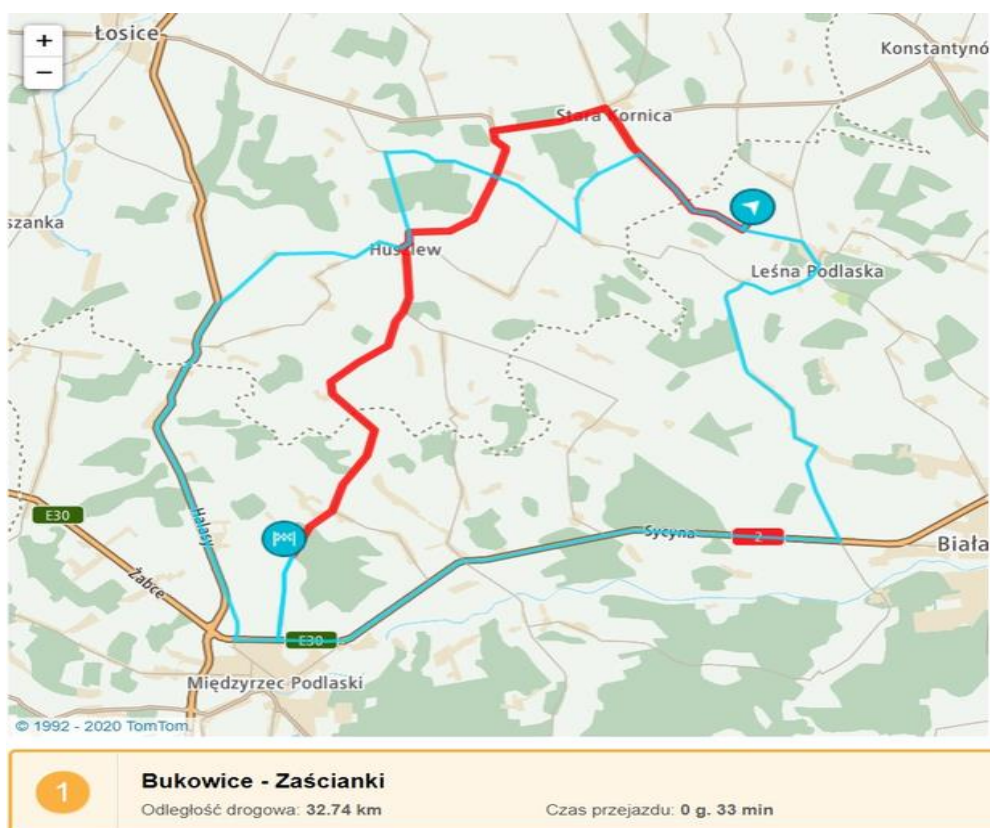 +
Łosice
Konstantynó
−
Stara Kornica
szanka
Huszlew
Leśna Podlaska
E30
Halasy
Sycyna
2
Biała
Żabce
E30
Międzyrzec Podlaski
© 1992 - 2020 TomTom
1
Bukowice - Zaścianki
Odległość drogowa: 32.74 km
Czas przejazdu: 0 g. 33 min